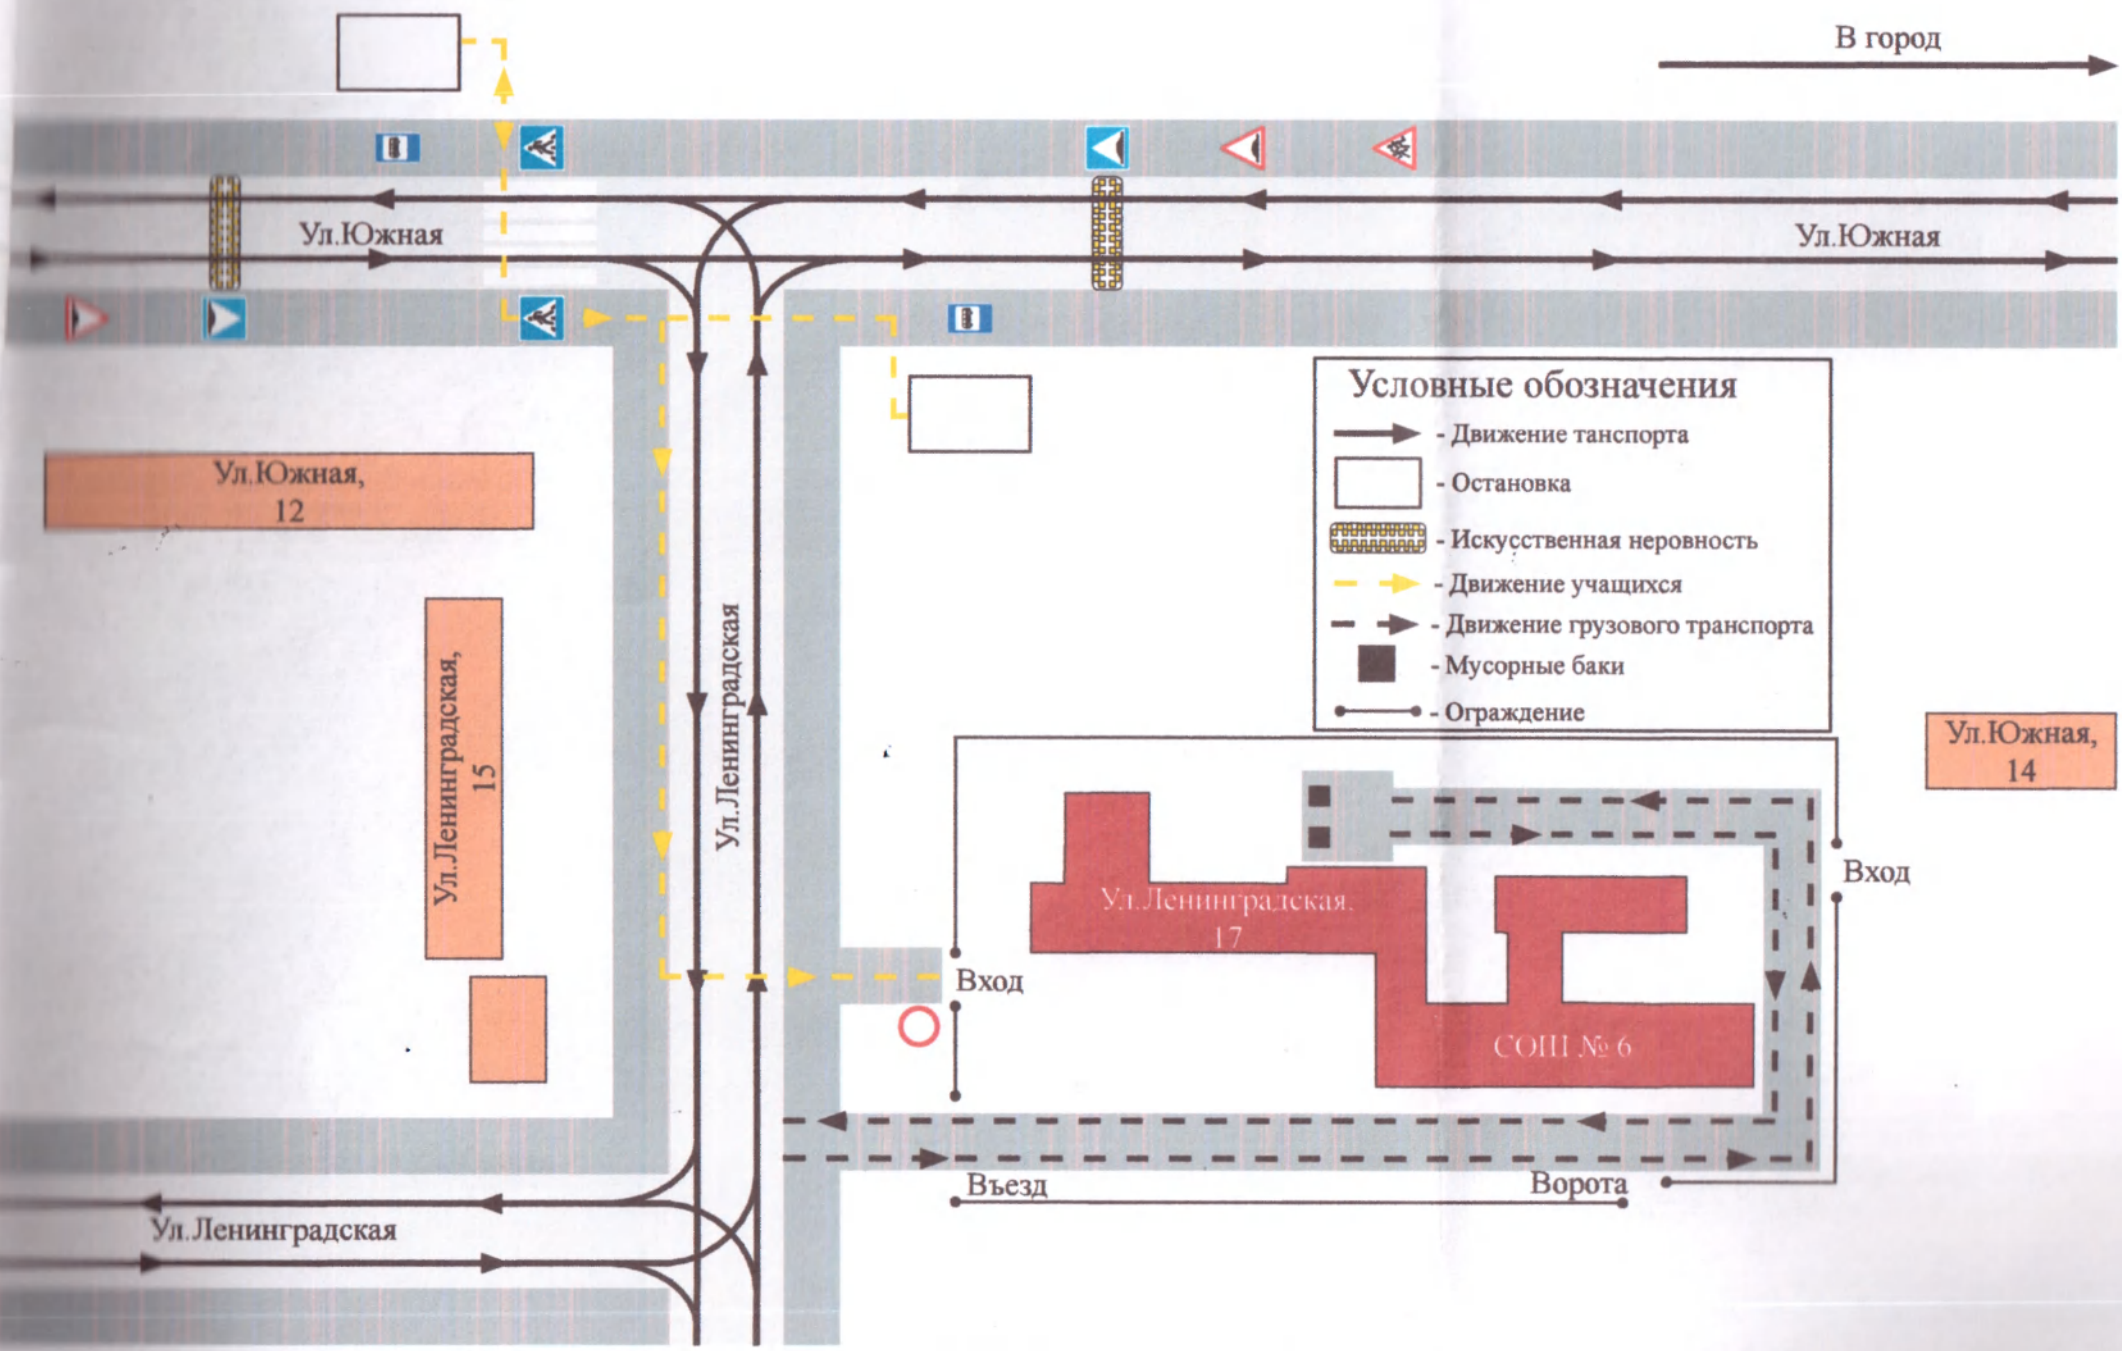 В город
Ул.Южная
Ул.Южная
Условные обозначения
- Движение танспорта
- Остановка
- Искусственная неровность
- Движение учащихся
- Движение грузового транспорта
- Мусорные баки
- Ограждение
Ул.Южная,
12
Ул.Ленинградская,
15
Ул.Ленинградская
Ул.Южная,
14
Вход
Ул.Ленинградская.
17
Вход
СОШ № 6
Въезд
Ворота
Ул.Ленинградская